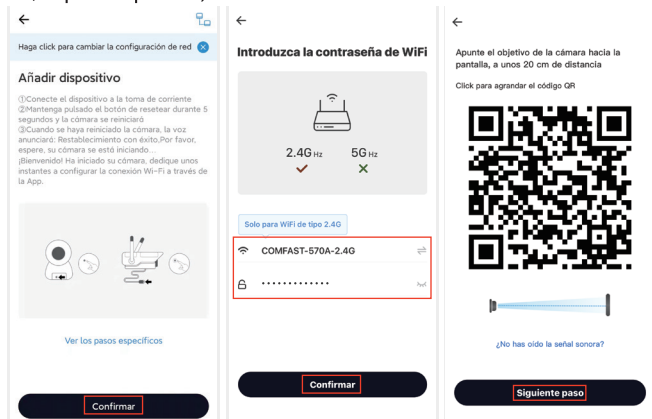 Haga click para cambiar la configuración de red
Añadir dispositivo
①Conecte el dispositivo a la toma de corriente
②Mantenga pulsado el botón de resetear durante 5
segundos y la cámara se reiniciará
③Cuando se haya reiniciado la cámara, la voz
anunciará: Restablecimiento con éxito,Por favor,
espere, su cámara se está iniciando...
¡Bienvenido! Ha iniciado su cámara, dedique unos
instantes a configurar la conexión Wi-Fi a través de
la App.
Ver los pasos específicos
Confirmar
Introduzca la contraseña de WiFi
2.4G Hz 5G Hz
Solo para WiFi de tipo 2.4G
COMFAST-570A-2.4G
Confirmar
Apunte el objetivo de la cámara hacia la
pantalla, a unos 20 cm de distancia
Click para agrandar el código QR
¿No has oído la señal sonora?
Siguiente paso